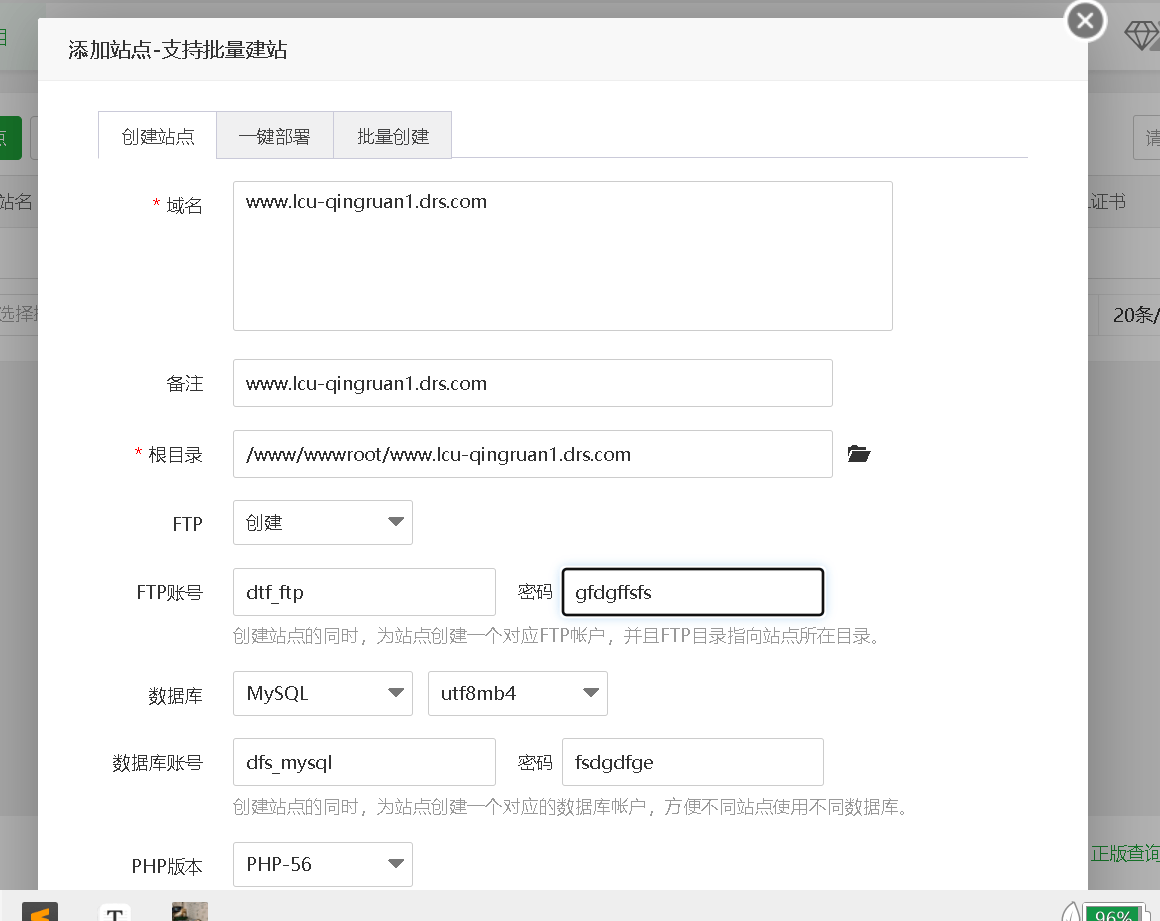 添加站点-支持批量建站
创建站点
一键部署
批量创建
点
请
站名
证书
* 域名
www.lcu-qingruan1.drs.com
选择
20条/
备注
www.lcu-qingruan1.drs.com
* 根目录
/www/wwwroot/www.lcu-qingruan1.drs.com
FTP
创建
FTP账号
dtf_ftp
密码
gfdgffsfs
创建站点的同时，为站点创建一个对应FTP帐户，并且FTP目录指向站点所在目录。
数据库
MySQL
utf8mb4
数据库账号
dfs_mysql
密码
fsdgdfge
创建站点的同时，为站点创建一个对应的数据库帐户，方便不同站点使用不同数据库。
PHP版本
PHP-56
正版查询
T
96%